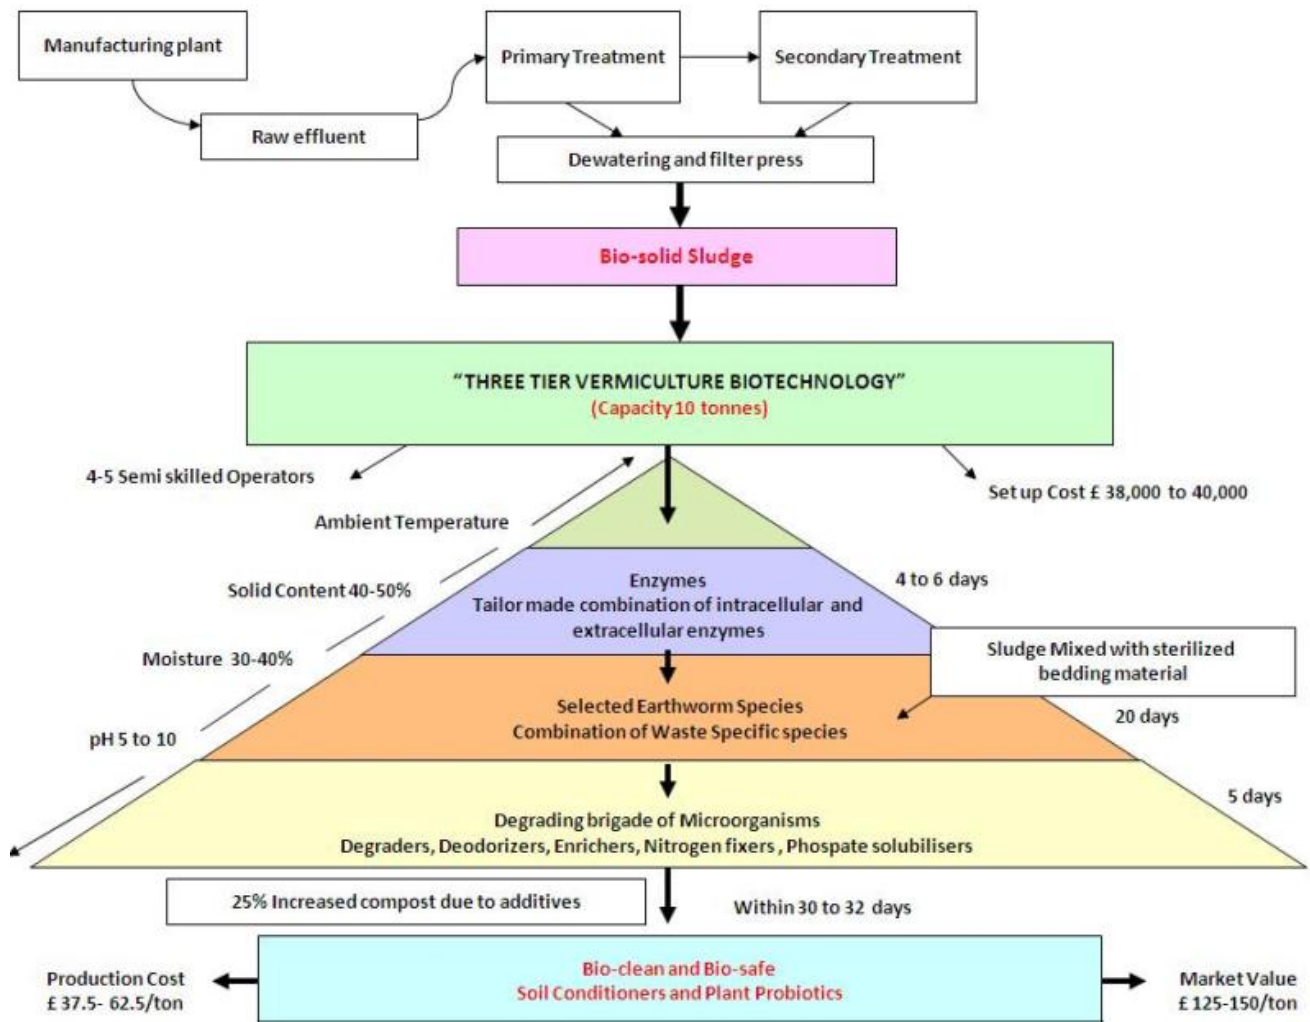 Manufacturing plant
Primary Treatment
Secondary Treatment
Raw effluent
Dewatering and filter press
Bio-solid Sludge
“THREE TIER VERMICULTURE BIOTECHNOLOGY”
(Capacity 10 tonnes)
4-5 Semi skilled Operators
Set up Cost £ 38,000 to 40,000
Ambient Temperature
Solid Content 40-50%
Moisture 30-40%
pH 5 to 10
Enzymes
Tailor made combination of intracellular and
extracellular enzymes
4 to 6 days
Sludge Mixed with sterilized
bedding material
Selected Earthworm Species
Combination of Waste Specific species
20 days
Degrading brigade of Microorganisms
Degraders, Deodorizers, Enrichers, Nitrogen fixers , Phospate solubilisers
5 days
25% Increased compost due to additives
Within 30 to 32 days
Bio-clean and Bio-safe
Soil Conditioners and Plant Probiotics
Production Cost
£ 37.5- 62.5/ton
Market Value
£ 125-150/ton